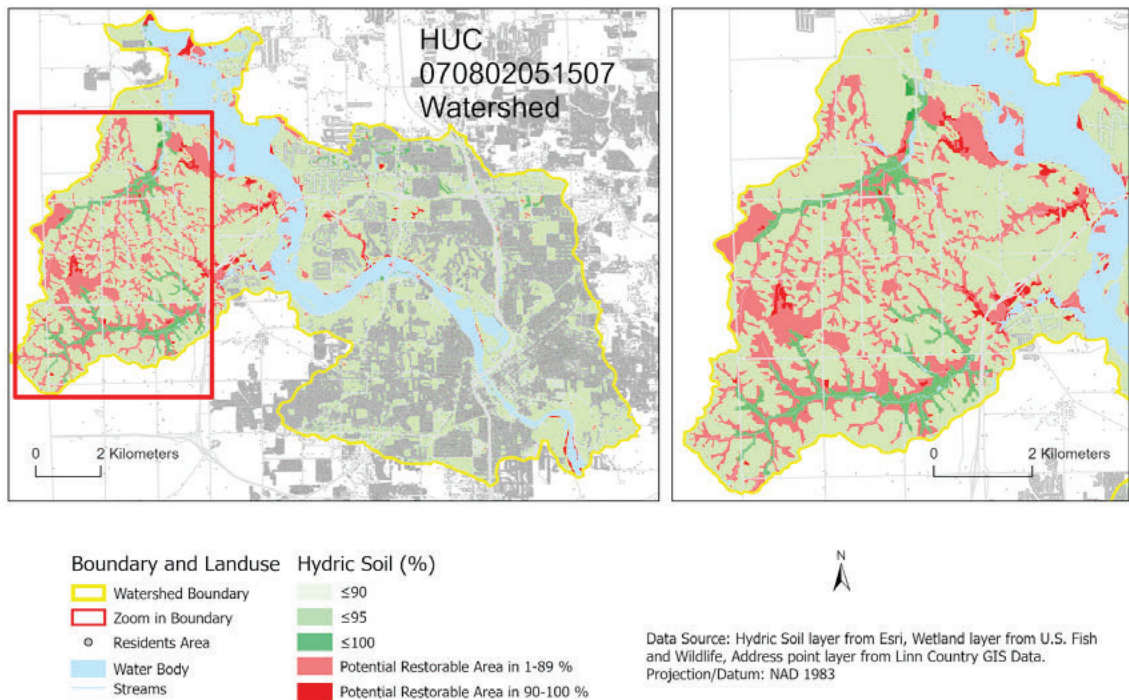 HUC
070802051507
Watershed
0 2 Kilometers
0 2 Kilometers
Boundary and Landuse
Watershed Boundary
Zoom in Boundary
Residents Area
Water Body
Streams
Hydric Soil (%)
≤90
≤95
≤100
Potential Restorable Area in 1-89 %
Potential Restorable Area in 90-100 %
N
Data Source: Hydric Soil layer from Esri, Wetland layer from U.S. Fish
and Wildlife, Address point layer from Linn Country GIS Data.
Projection/Datum: NAD 1983